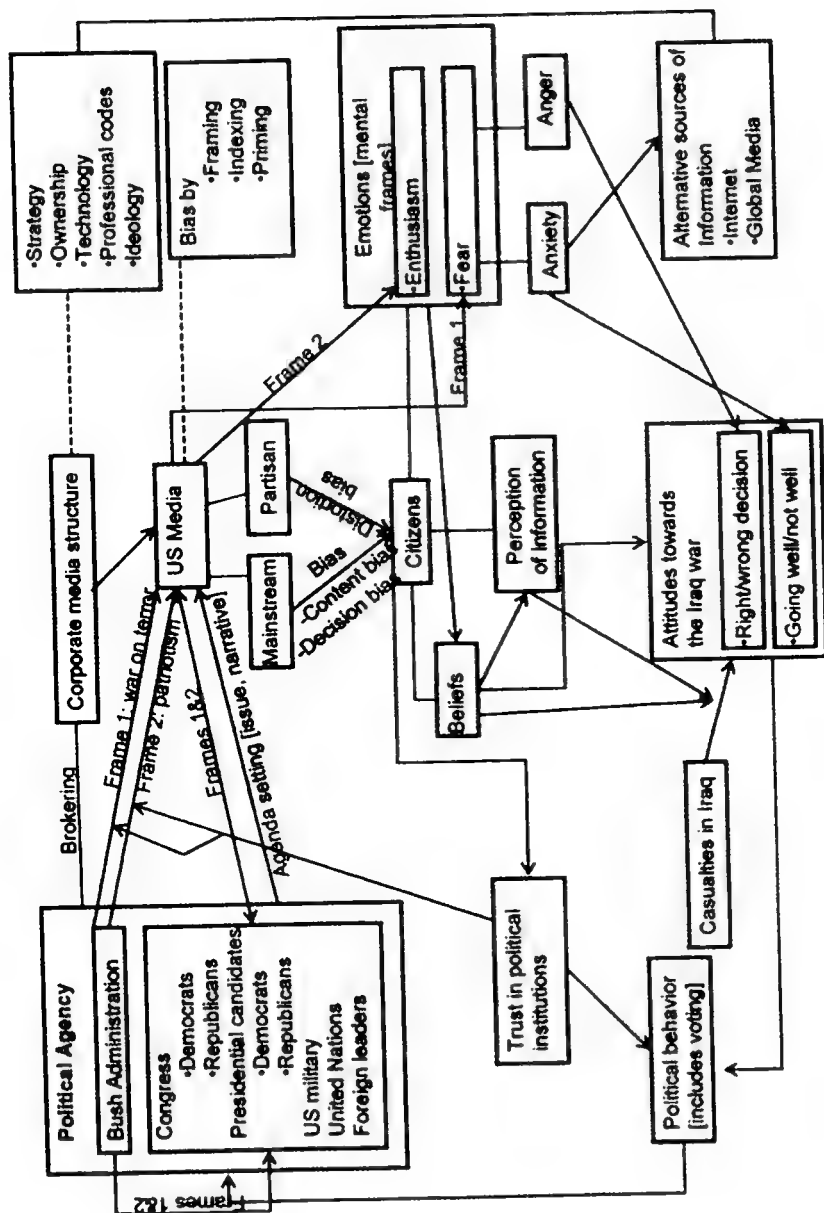 Political Agency
Bush Administration
Congress
•Democrats
•Republicans
Presidential candidates
•Democrats
•Republicans
US military
United Nations
Foreign leaders
Frames 1&2
Brokering
Corporate media structure
•Strategy
•Ownership
•Technology
•Professional codes
•Ideology
Frame 1: war on terror
Frame 2: patriotism
Frames 1&2
Agenda setting [issue, narrative]
US Media
Bias by
•Framing
•Indexing
•Priming
Mainstream
Partisan
Bias
-Content bias
-Decision bias
Distortion
bias
Frame 2
Frame 1
Emotions [mental
frames]
•Enthusiasm
•Fear
Citizens
Beliefs
Perception
of Information
Anxiety
Anger
Trust in political
institutions
Attitudes towards
the Iraq war
•Right/wrong decision
•Going well/not well
Alternative sources of
Information
•Internet
•Global Media
Casualties in Iraq
Political behavior
[includes voting]